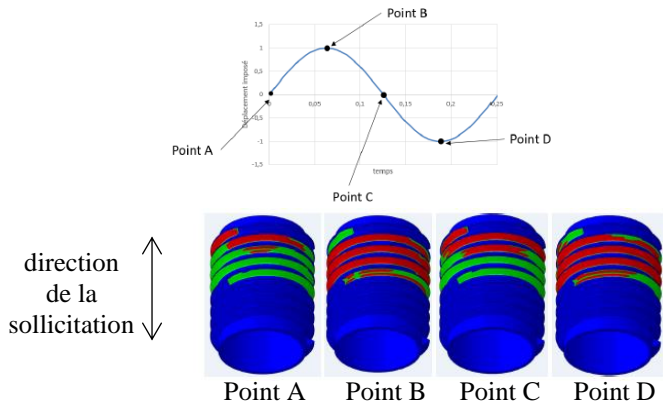 Point B
1,5
1
0,5
0
-0,5
-1
-1,5
0
0,05
0,1
0,15
0,2
0,25
Déplacement imposé
temps
Point A
Point C
Point D
direction
de la
sollicitation
Point A Point B Point C Point D